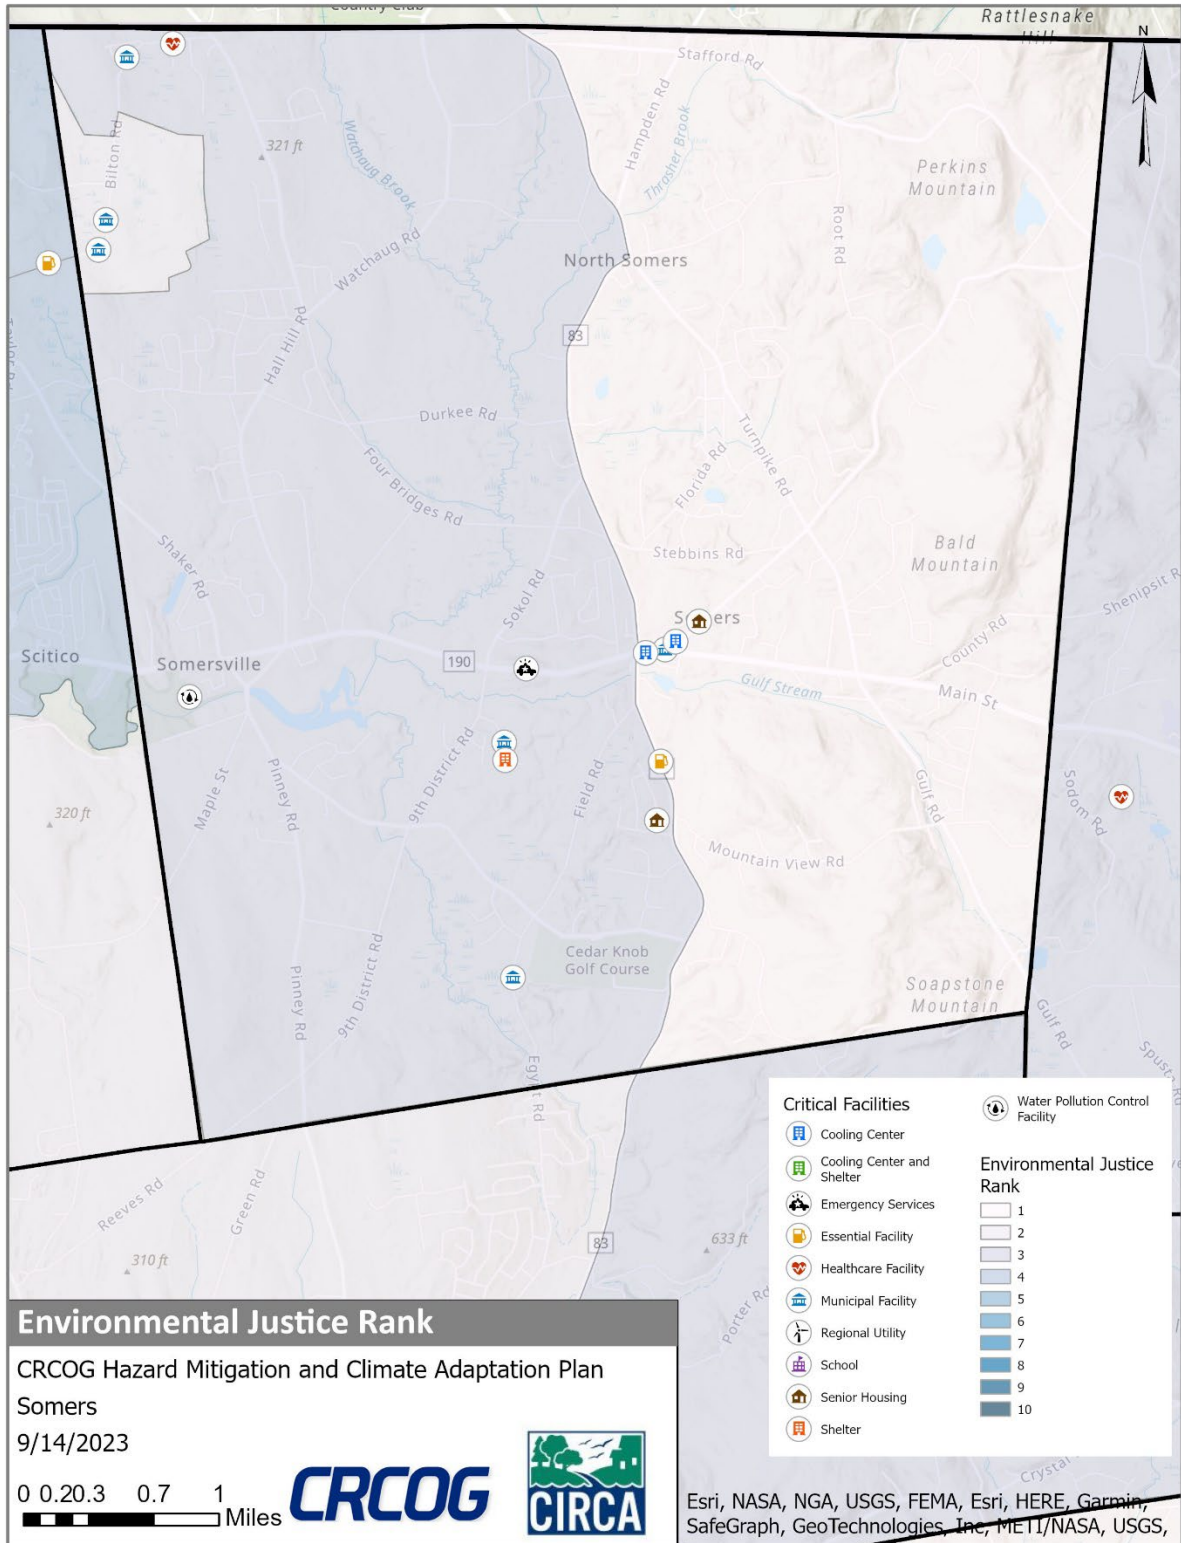 Country Club
Rattlesnake
Hill
N
Stafford Rd
Hampden Rd
Bilton Rd
321 ft
Watchaug Brook
Thrasher Brook
Perkins
Mountain
Root Rd
Watchaug Rd
North Somers
83
Hall Hill Rd
Taylor Rd
Durkee Rd
Turnpike Rd
Florida Rd
Four Bridges Rd
Stebbins Rd
Bald
Mountain
Shaker Rd
Sokol Rd
Shenipsit R
Scitico
Somersville
190
County Rd
Gulf Stream
Main St
9th District Rd
Field Rd
Maple St
Pinney Rd
Gulf Rd
Sodom Rd
320 ft
Mountain View Rd
Cedar Knob
Golf Course
Pinney Rd
9th District Rd
Soapstone
Mountain
Gulf Rd
Egypt Rd
Reeves Rd
Green Rd
83
633 ft
310 ft
Porter Rd
Crystal
Critical Facilities
Cooling Center
Cooling Center and
Shelter
Emergency Services
Essential Facility
Healthcare Facility
Municipal Facility
Regional Utility
School
Senior Housing
Shelter
Water Pollution Control
Facility
Environmental Justice
Rank
1
2
3
4
5
6
7
8
9
10
Environmental Justice Rank
CRCOG Hazard Mitigation and Climate Adaptation Plan
Somers
9/14/2023
0 0.20.3 0.7 1
Miles
CRCOG
CIRCA
Esri, NASA, NGA, USGS, FEMA, Esri, HERE, Garmin,
SafeGraph, GeoTechnologies, Inc, METI/NASA, USGS,